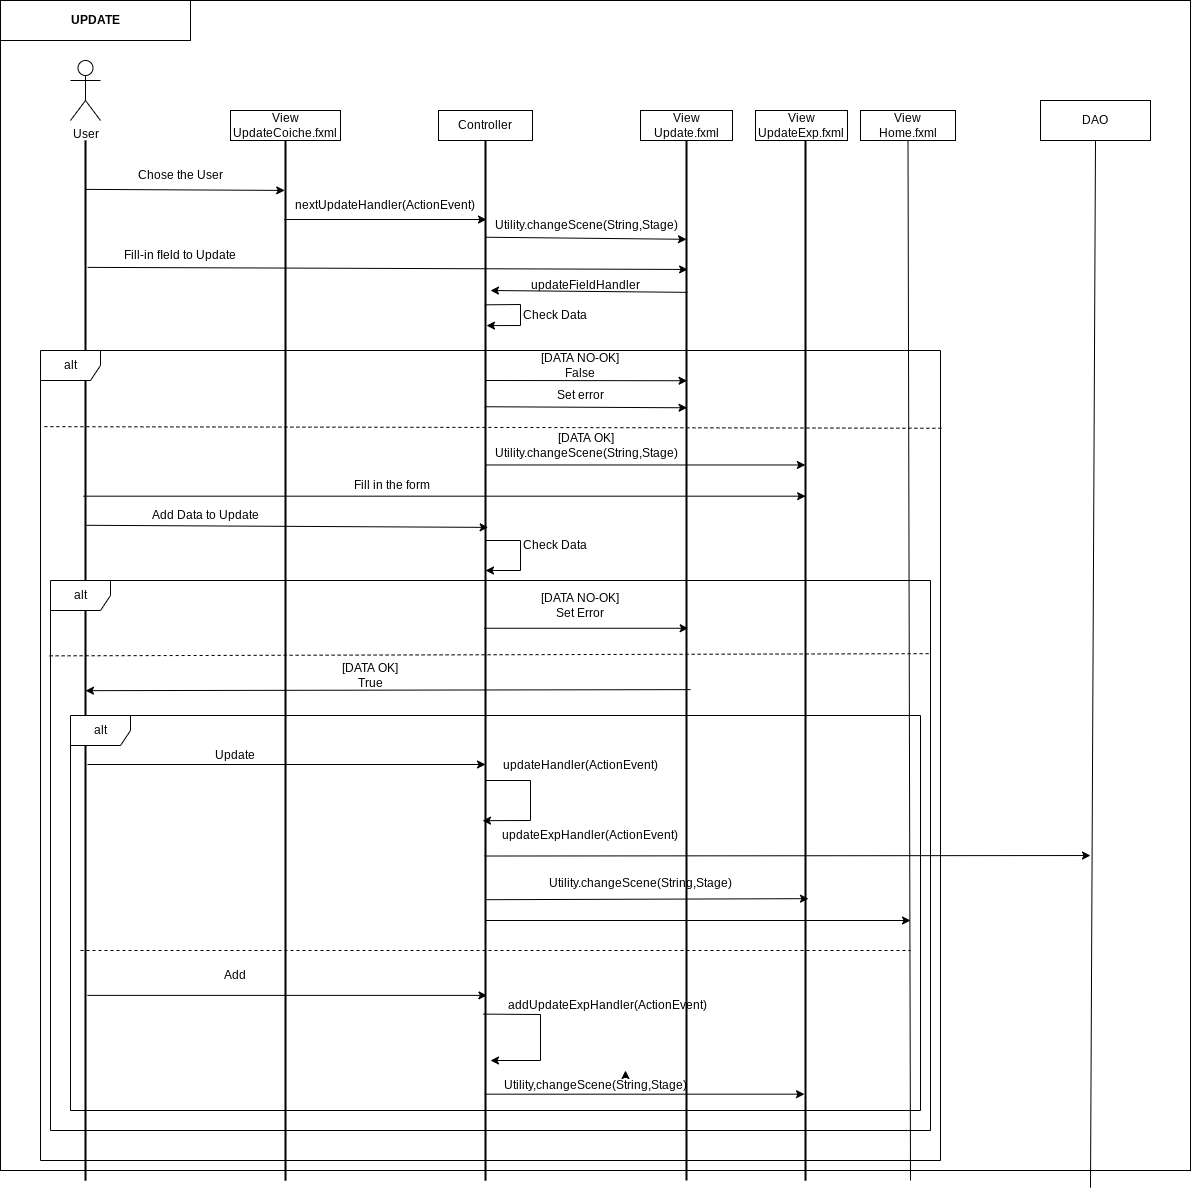 UPDATE
User
View
UpdateCoiche.fxml
Controller
View
Update.fxml
View
UpdateExp.fxml
View
Home.fxml
DAO
Chose the User
nextUpdateHandler(ActionEvent)
Utility.changeScene(String,Stage)
Fill-in fIeld to Update
updateFieldHandler
Check Data
alt
[DATA NO-OK]
False
Set error
[DATA OK]
Utility.changeScene(String,Stage)
Fill in the form
Add Data to Update
Check Data
alt
[DATA NO-OK]
Set Error
[DATA OK]
True
alt
Update
updateHandler(ActionEvent)
updateExpHandler(ActionEvent)
Utility.changeScene(String,Stage)
Add
addUpdateExpHandler(ActionEvent)
Utility,changeScene(String,Stage)